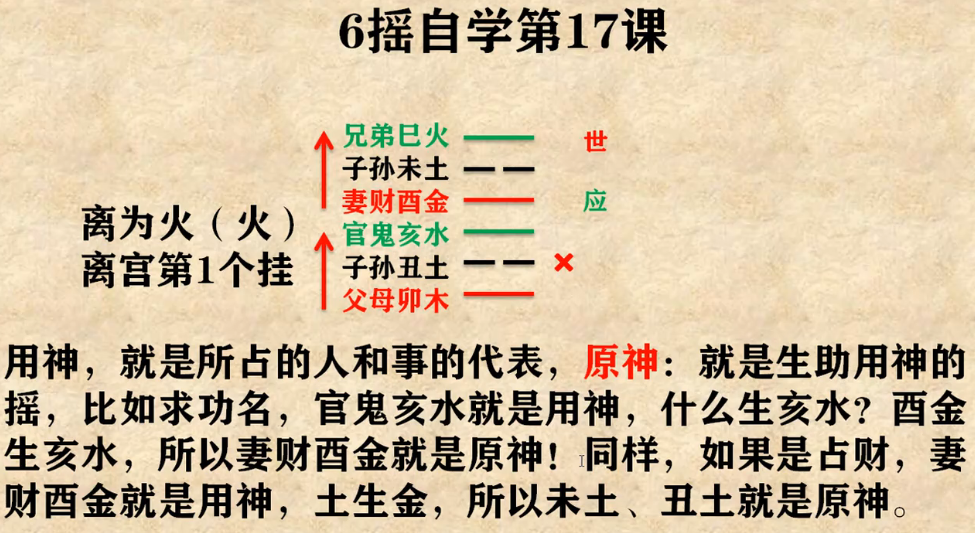 6摇自学第17课
兄弟巳火 世
子孙未土
妻财酉金 应
离为火（火）
官鬼亥水
离宫第1个挂
子孙丑土 ×
父母卯木
用神，就是所占的人和事的代表，原神：就是生助用神的
摇，比如求功名，官鬼亥水就是用神，什么生亥水？酉金
生亥水，所以妻财酉金就是原神！同样，如果是占财，妻
财酉金就是用神，土生金，所以未土、丑土就是原神。